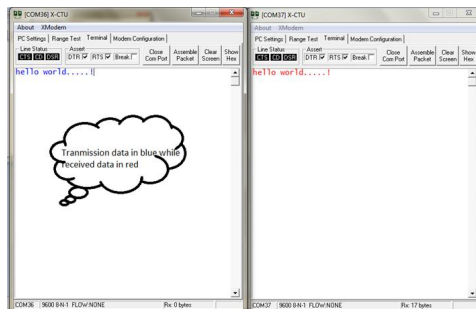 [COM36] X-CTU
About XModem
PC Settings Range Test Terminal Modem Configuration
Line Status
CTS CD DSR
Assert
DTR RTS Break
Close
Com Port
Assemble
Packet
Clear
Screen
Show
Hex
hello world.....!
Tranmission data in blue while
received data in red
COM36 9600 8-N-1 FLOW:NONE Rx: 0 bytes
[COM37] X-CTU
About XModem
PC Settings Range Test Terminal Modem Configuration
Line Status
CTS CD DSR
Assert
DTR RTS Break
Close
Com Port
Assemble
Packet
Clear
Screen
Show
Hex
hello world.....!
COM37 9600 8-N-1 FLOW:NONE Rx: 17 bytes